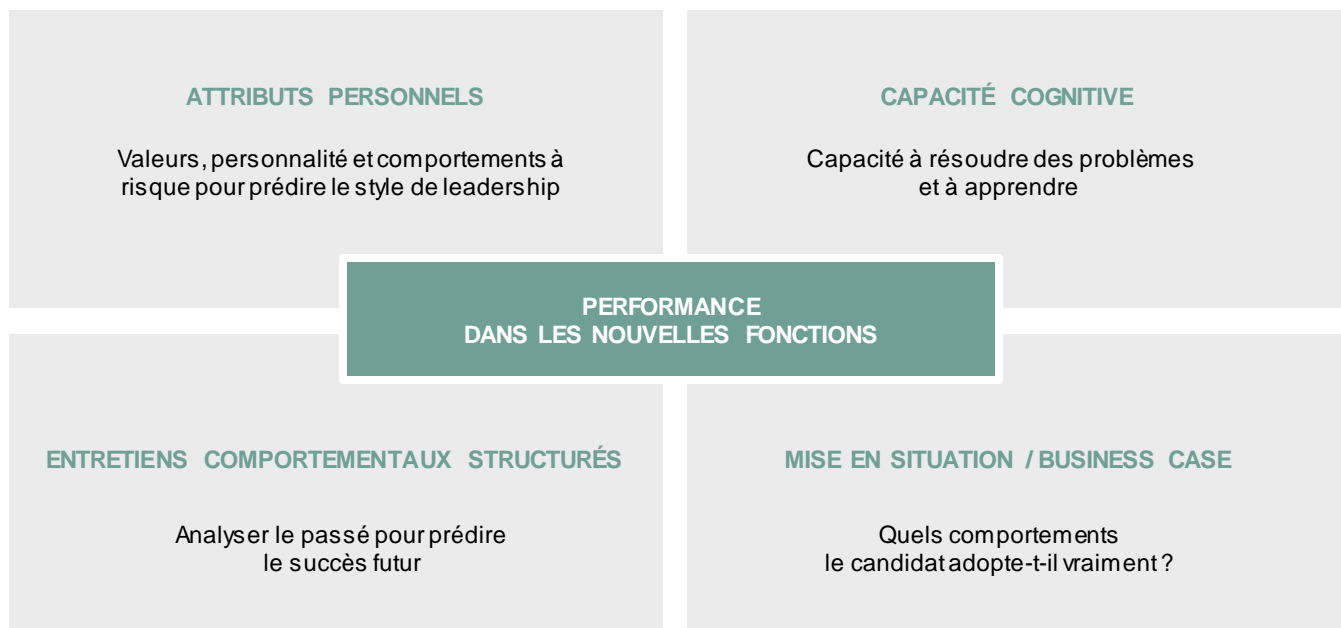 ATTRIBUTS PERSONNELS
Valeurs, personnalité et comportements à
risque pour prédire le style de leadership
CAPACITÉ COGNITIVE
Capacité à résoudre des problèmes
et à apprendre
PERFORMANCE
DANS LES NOUVELLES FONCTIONS
ENTRETIENS COMPORTEMENTAUX STRUCTURÉS
Analyser le passé pour prédire
le succès futur
MISE EN SITUATION / BUSINESS CASE
Quels comportements
le candidat adopte-t-il vraiment ?